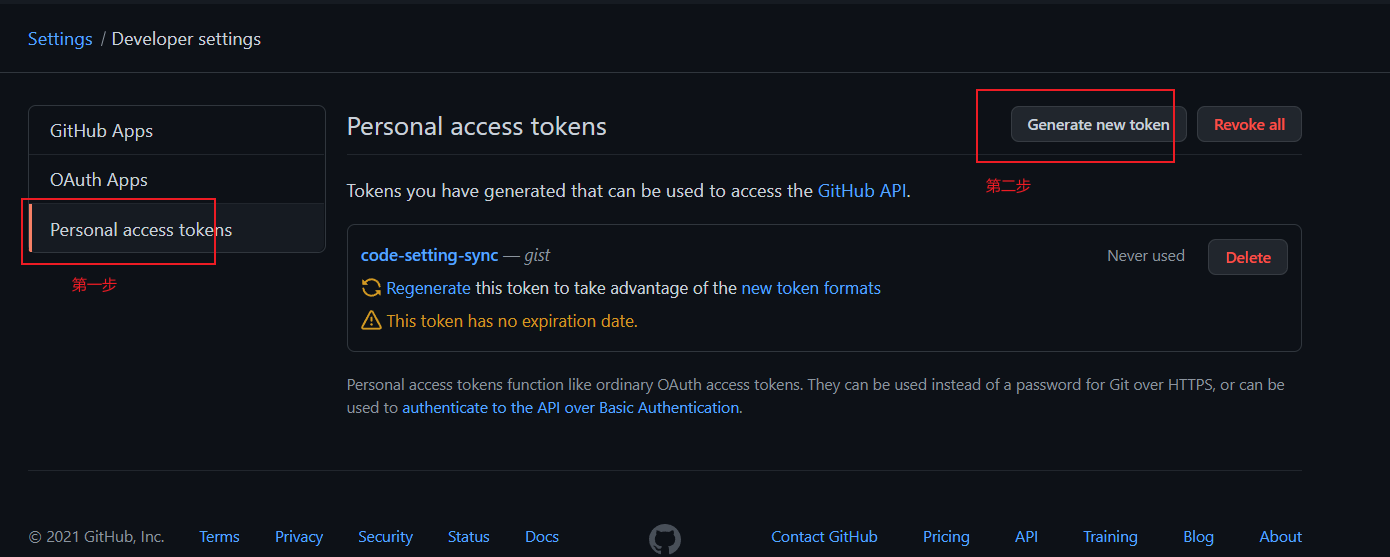 Settings / Developer settings
GitHub Apps
OAuth Apps
Personal access tokens
第一步
Personal access tokens
Generate new token
Revoke all
第二步
Tokens you have generated that can be used to access the GitHub API.
code-setting-sync — gist
Never used
Delete
Regenerate this token to take advantage of the new token formats
This token has no expiration date.
Personal access tokens function like ordinary OAuth access tokens. They can be used instead of a password for Git over HTTPS, or can be
used to authenticate to the API over Basic Authentication.
© 2021 GitHub, Inc. Terms Privacy Security Status Docs Contact GitHub Pricing API Training Blog About